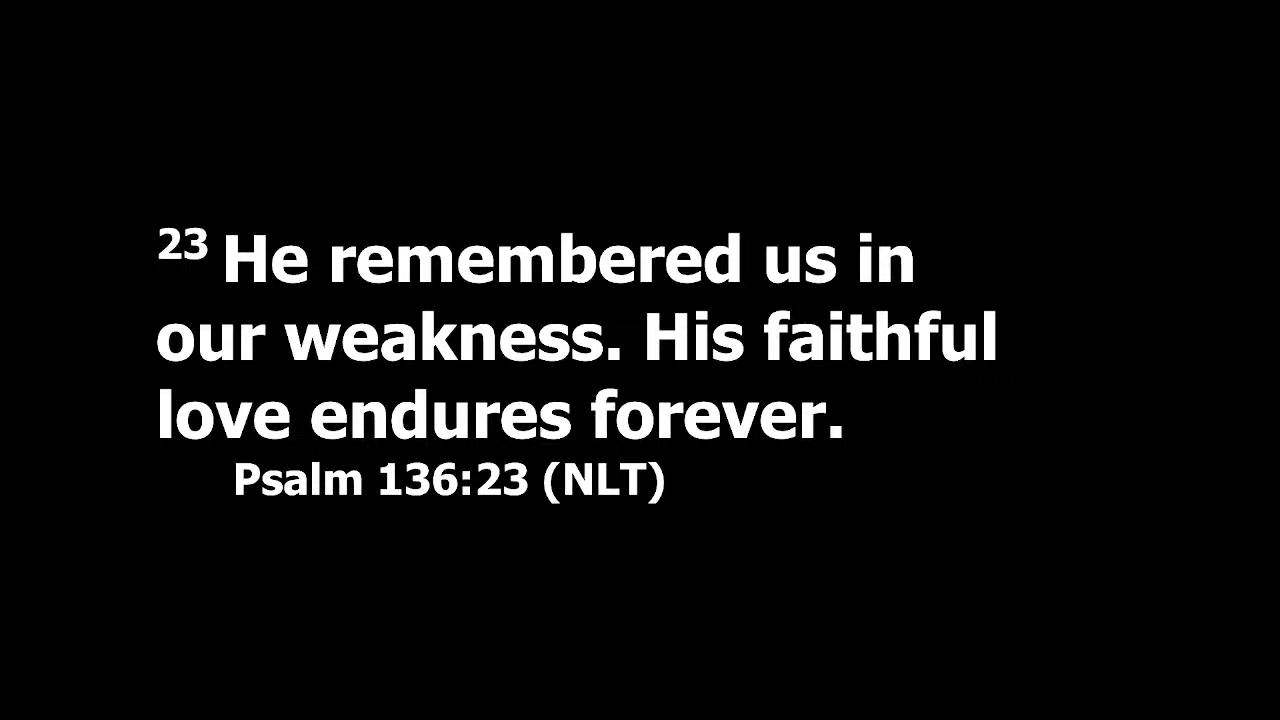 ²³ He remembered us in
our weakness. His faithful
love endures forever.
Psalm 136:23 (NLT)